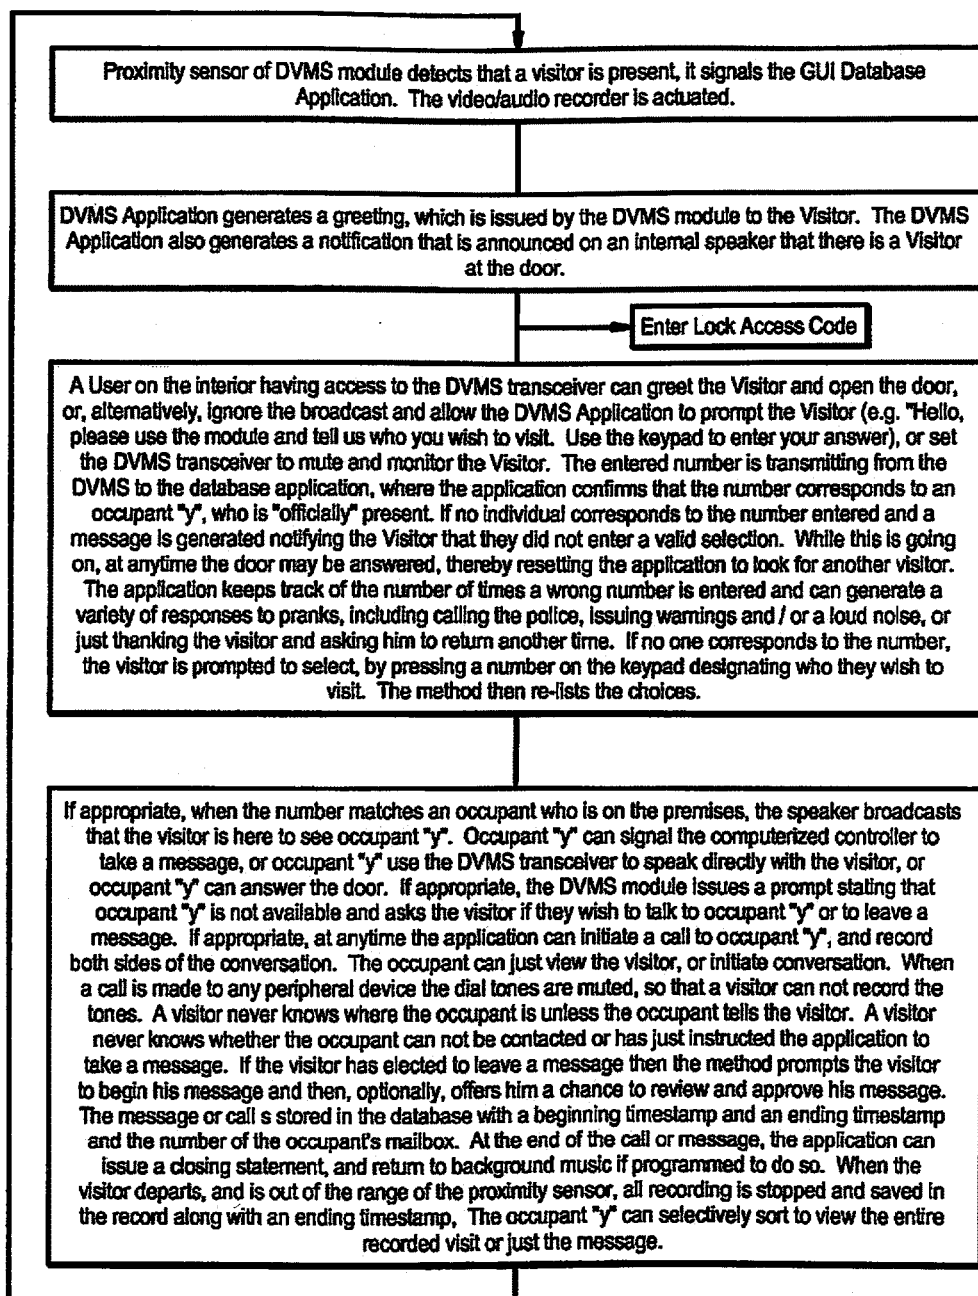 Proximity sensor of DVMS module detects that a visitor is present, it signals the GUI Database
Application. The video/audio recorder is actuated.
DVMS Application generates a greeting, which is issued by the DVMS module to the Visitor. The DVMS
Application also generates a notification that is announced on an internal speaker that there is a Visitor
at the door.
Enter Lock Access Code
A User on the interior having access to the DVMS transceiver can greet the Visitor and open the door,
or, alternatively, ignore the broadcast and allow the DVMS Application to prompt the Visitor (e.g. "Hello,
please use the module and tell us who you wish to visit. Use the keypad to enter your answer), or set
the DVMS transceiver to mute and monitor the Visitor. The entered number is transmitting from the
DVMS to the database application, where the application confirms that the number corresponds to an
occupant "y", who is "officially" present. If no individual corresponds to the number entered and a
message is generated notifying the Visitor that they did not enter a valid selection. While this is going
on, at anytime the door may be answered, thereby resetting the application to look for another visitor.
The application keeps track of the number of times a wrong number is entered and can generate a
variety of responses to pranks, including calling the police, issuing warnings and / or a loud noise, or
just thanking the visitor and asking him to return another time. If no one corresponds to the number,
the visitor is prompted to select, by pressing a number on the keypad designating who they wish to
visit. The method then re-lists the choices.
If appropriate, when the number matches an occupant who is on the premises, the speaker broadcasts
that the visitor is here to see occupant "y". Occupant "y" can signal the computerized controller to
take a message, or occupant "y" use the DVMS transceiver to speak directly with the visitor, or
occupant "y" can answer the door. If appropriate, the DVMS module issues a prompt stating that
occupant "y" is not available and asks the visitor if they wish to talk to occupant "y" or to leave a
message. If appropriate, at anytime the application can initiate a call to occupant "y", and record
both sides of the conversation. The occupant can just view the visitor, or initiate conversation. When
a call is made to any peripheral device the dial tones are muted, so that a visitor can not record the
tones. A visitor never knows where the occupant is unless the occupant tells the visitor. A visitor
never knows whether the occupant can not be contacted or has just instructed the application to
take a message. If the visitor has elected to leave a message then the method prompts the visitor
to begin his message and then, optionally, offers him a chance to review and approve his message.
The message or call s stored in the database with a beginning timestamp and an ending timestamp
and the number of the occupant's mailbox. At the end of the call or message, the application can
issue a closing statement, and return to background music if programmed to do so. When the
visitor departs, and is out of the range of the proximity sensor, all recording is stopped and saved in
the record along with an ending timestamp, The occupant "y" can selectively sort to view the entire
recorded visit or just the message.